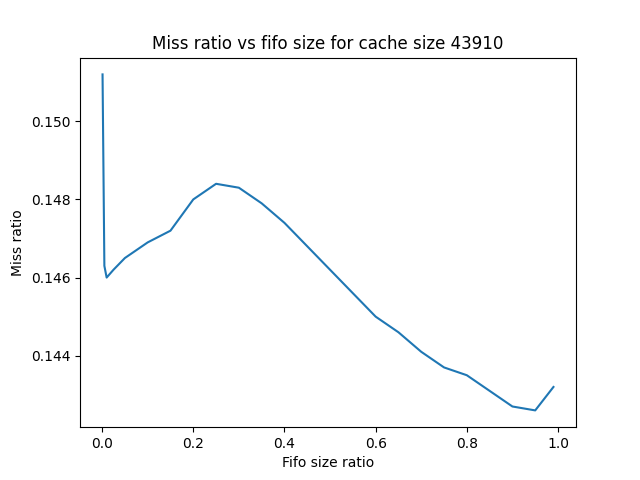 Miss ratio vs fifo size for cache size 43910
0.150
0.148
0.146
0.144
Miss ratio
0.0 0.2 0.4 0.6 0.8 1.0
Fifo size ratio